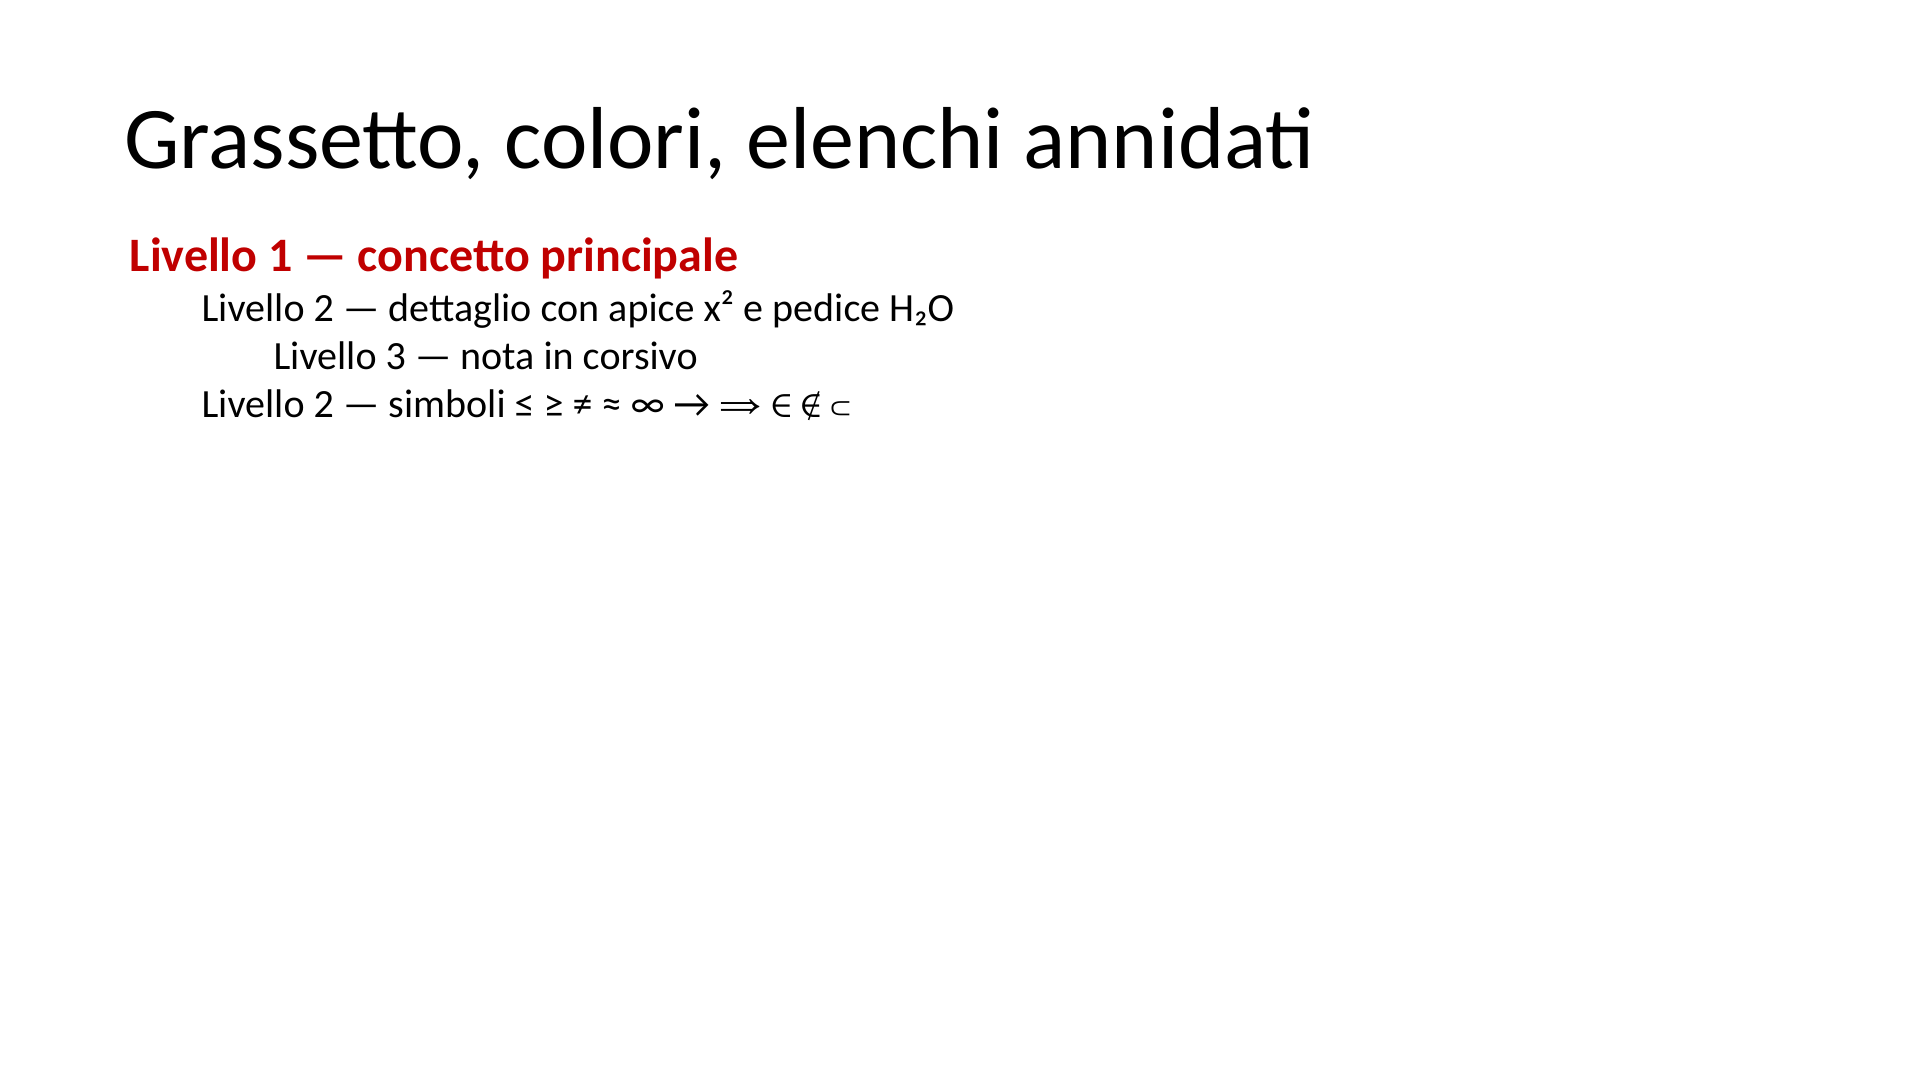 Grassetto, colori, elenchi annidati
Livello 1 — concetto principale
Livello 2 — dettaglio con apice x² e pedice H₂O
Livello 3 — nota in corsivo
Livello 2 — simboli ≤ ≥ ≠ ≈ ∞ → ⟹ ∈ ∉ ⊂